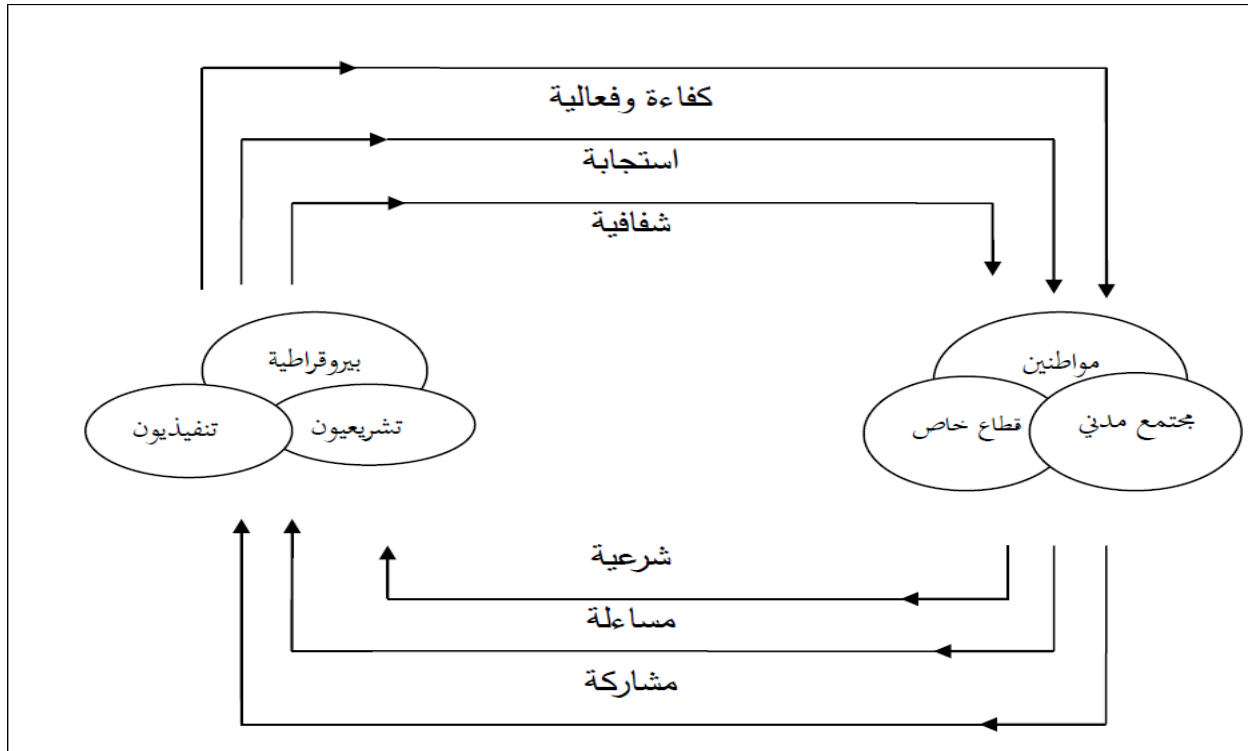 كفاءة وفعالية
استجابة
شفافية
مواطنين
بيروقراطية
مجتمع مدني
قطاع خاص
تشريعيون
تنفيذيون
شرعية
مساءلة
مشاركة